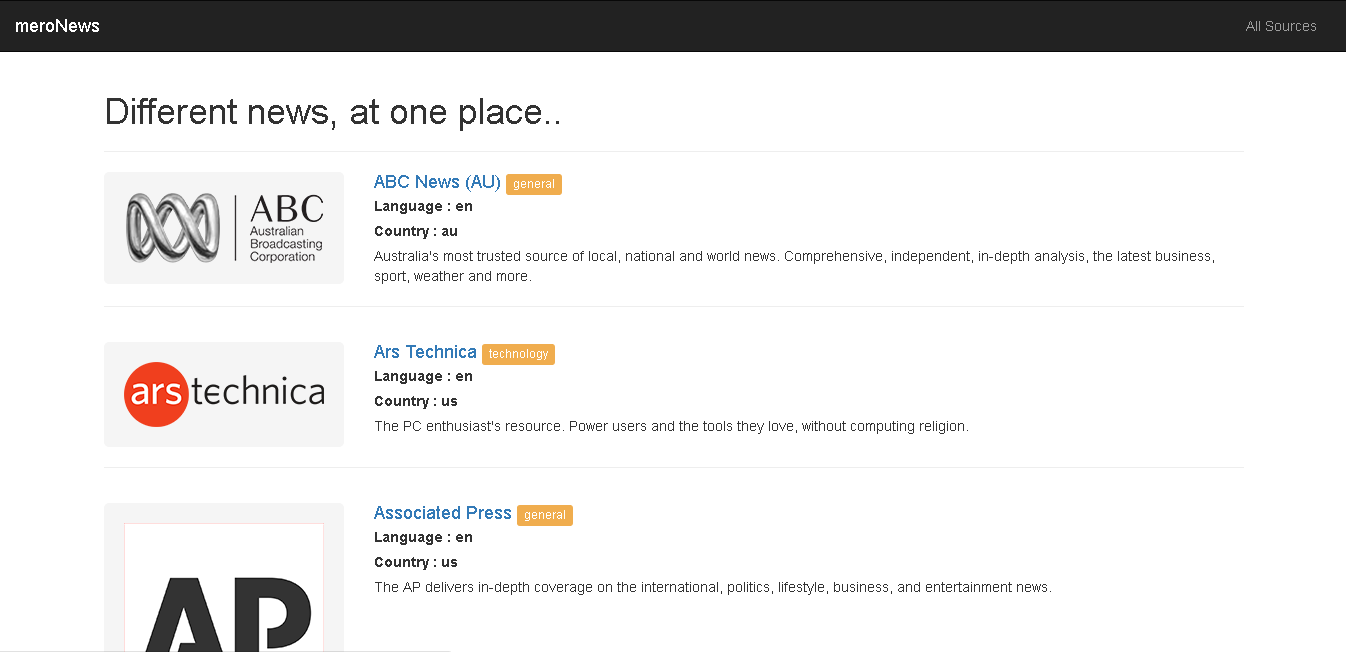 meroNews
All Sources
Different news, at one place..
ABC
Australian
Broadcasting
Corporation
ABC News (AU) general
Language : en
Country : au
Australia's most trusted source of local, national and world news. Comprehensive, independent, in-depth analysis, the latest business,
sport, weather and more.
ars technica
Ars Technica technology
Language : en
Country : us
The PC enthusiast's resource. Power users and the tools they love, without computing religion.
AP
Associated Press general
Language : en
Country : us
The AP delivers in-depth coverage on the international, politics, lifestyle, business, and entertainment news.